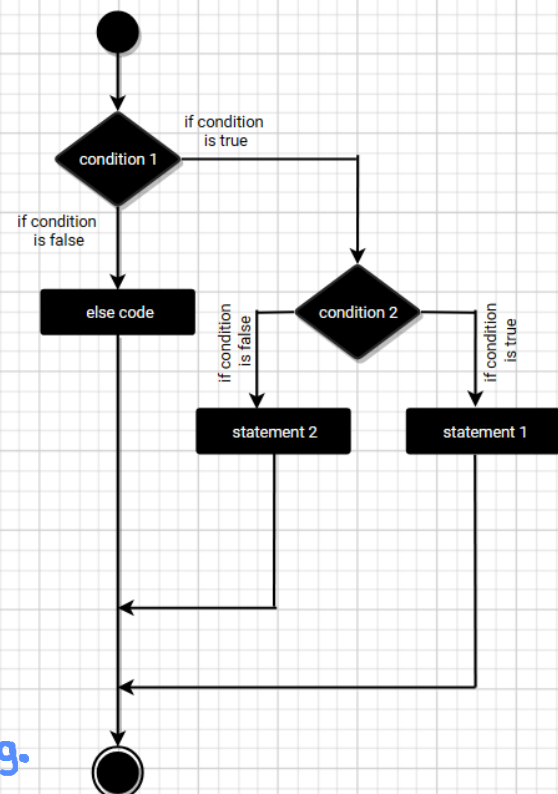 if condition
is true
condition 1
if condition
is false
else code
condition 2
if condition
is false
if condition
is true
statement 2
statement 1
g.